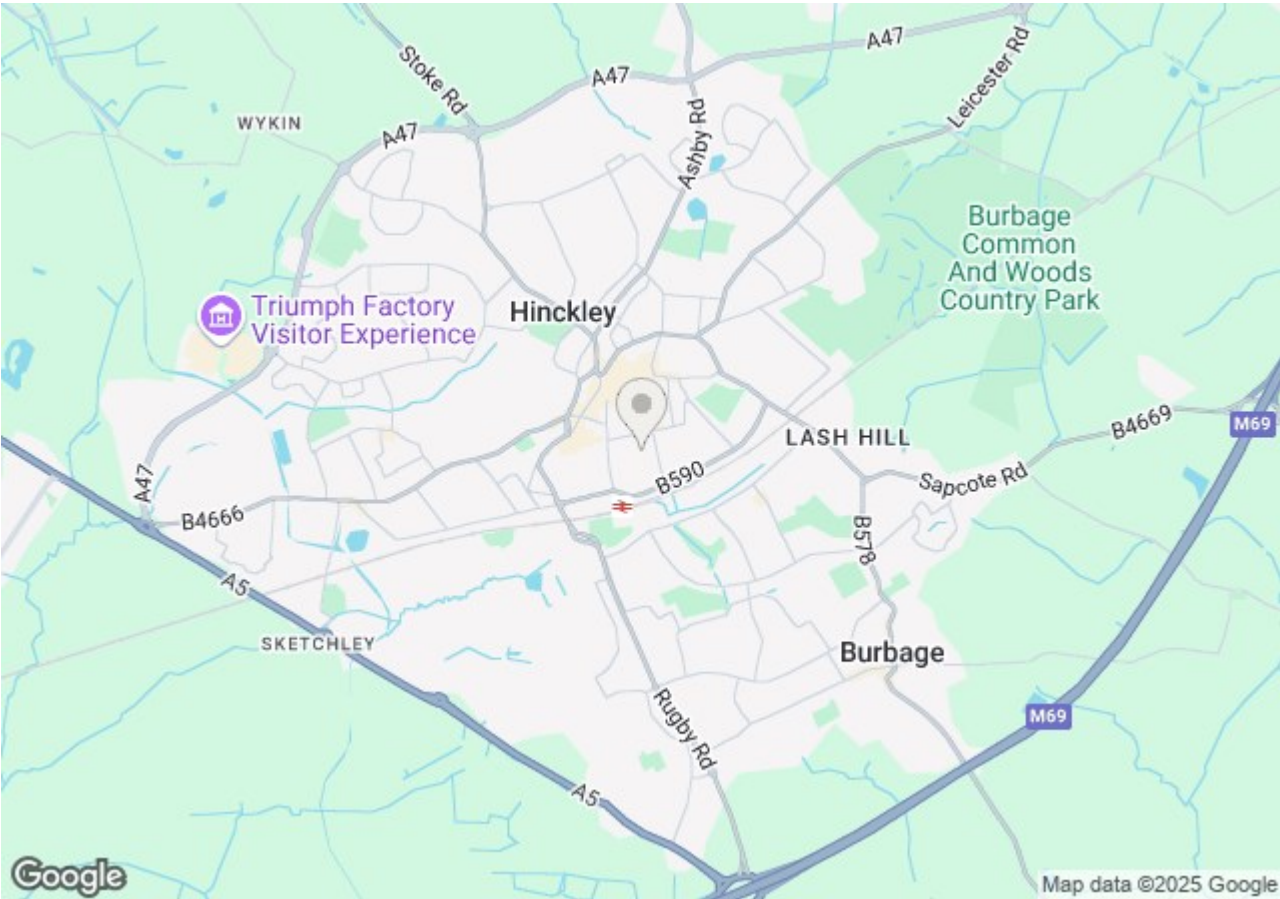 A47
Leicester Rd
Stoke Rd
A47
Ashby Rd
WYKIN
A47
Burbage
Common
And Woods
Country Park
Triumph Factory
Visitor Experience
Hinckley
B4669
M69
LASH HILL
Sapcote Rd
A47
B590
B4666
B578
A5
SKETCHLEY
Burbage
Rugby Rd
M69
A5
Google
Map data ©2025 Google